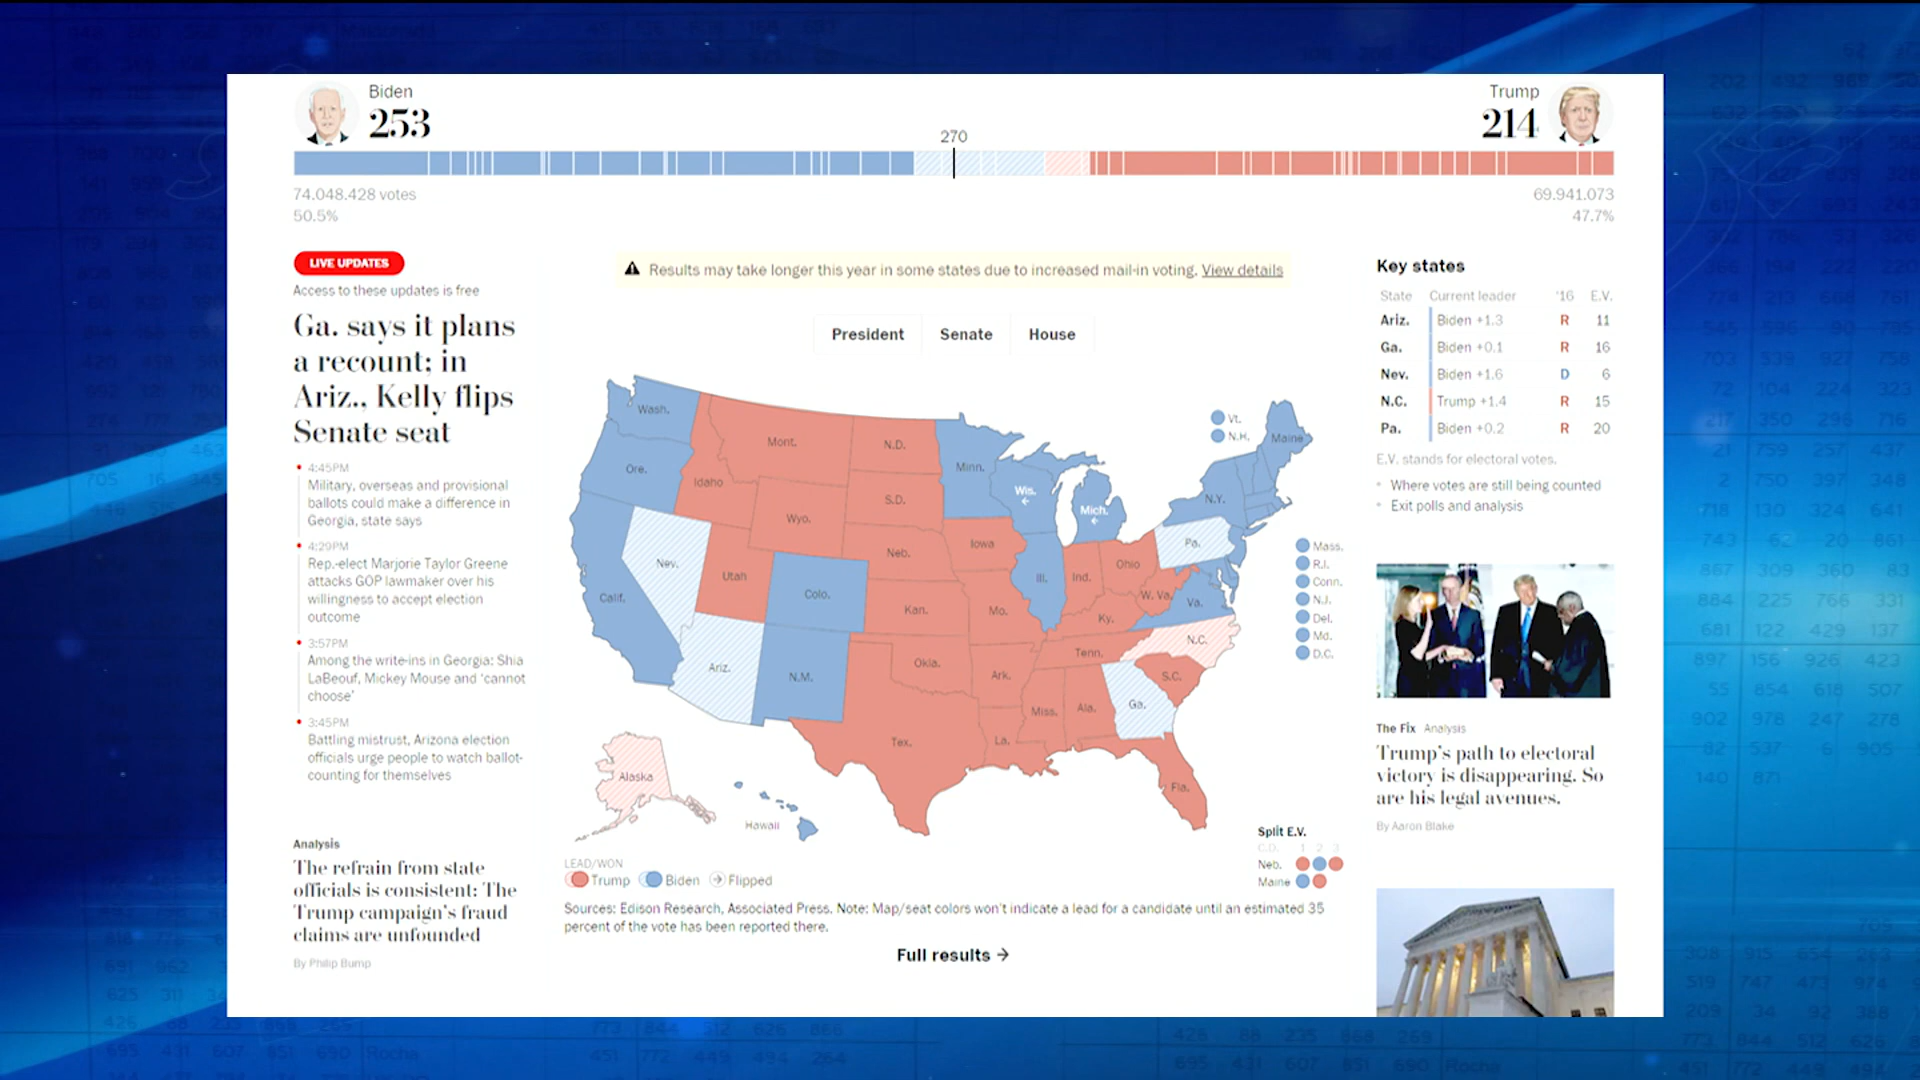 Biden
253
Trump
214
270
74.048.428 votes
50.5%
69.941.073
47.7%
LIVE UPDATES
Access to these updates is free
Ga. says it plans
a recount; in
Ariz., Kelly flips
Senate seat
4:45PM
Military, overseas and provisional
ballots could make a difference in
Georgia, state says
4:29PM
Rep.-elect Marjorie Taylor Greene
attacks GOP lawmaker over his
willingness to accept election
outcome
3:57PM
Among the write-ins in Georgia: Shia
LaBeouf, Mickey Mouse and ‘cannot
choose’
3:45PM
Battling mistrust, Arizona election
officials urge people to watch ballot-
counting for themselves
Analysis
The refrain from state
officials is consistent: The
Trump campaign’s fraud
claims are unfounded
By Philip Bump
Results may take longer this year in some states due to increased mail-in voting. View details
President Senate House
Wash.
Ore.
Idaho
Mont.
N.D.
Minn.
Wis.
Mich.
Vt.
N.H.
Maine
N.Y.
S.D.
Wyo.
Nev.
Utah
Colo.
Neb.
Iowa
Ill.
Ind.
Ohio
Pa.
Mass.
R.I.
Conn.
N.J.
Del.
Md.
D.C.
Calif.
Kan.
Mo.
Ky.
W. Va.
Va.
N.C.
Tenn.
Ariz.
N.M.
Okla.
Ark.
S.C.
Miss.
Ala.
Ga.
Tex.
La.
Fla.
Alaska
Hawaii
LEAD/WON
Trump Biden Flipped
Split E.V.
C.D. 1 2 3
Neb.
Maine
Sources: Edison Research, Associated Press. Note: Map/seat colors won’t indicate a lead for a candidate until an estimated 35
percent of the vote has been reported there.
Full results →
Key states
State Current leader ’16 E.V.
Ariz. Biden +1.3 R 11
Ga. Biden +0.1 R 16
Nev. Biden +1.6 D 6
N.C. Trump +1.4 R 15
Pa. Biden +0.2 R 20
E.V. stands for electoral votes.
Where votes are still being counted
Exit polls and analysis
The Fix Analysis
Trump’s path to electoral
victory is disappearing. So
are his legal avenues.
By Aaron Blake